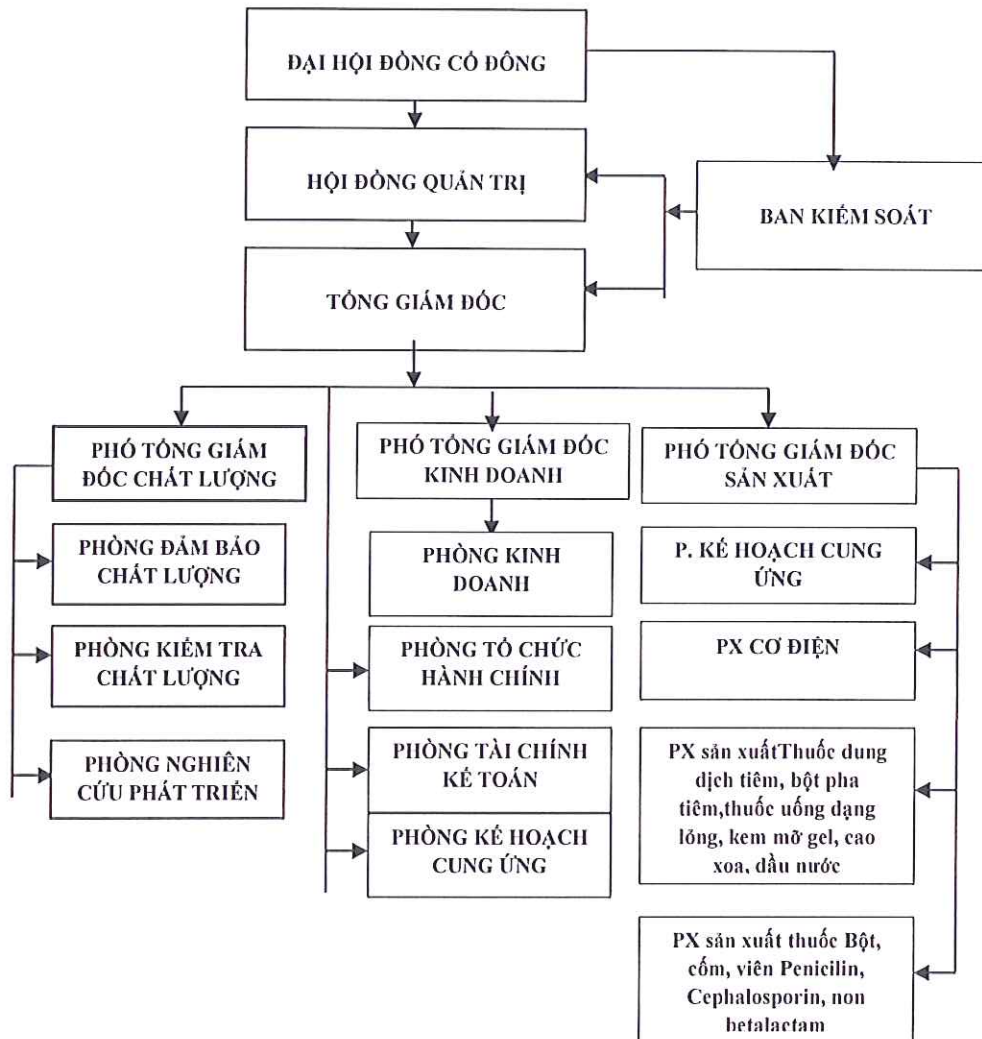 ĐẠI HỘI ĐỒNG CỔ ĐÔNG
HỘI ĐỒNG QUẢN TRỊ
BAN KIỂM SOÁT
TỔNG GIÁM ĐỐC
PHÓ TỔNG GIÁM
ĐỐC CHẤT LƯỢNG
PHÒNG ĐẢM BẢO
CHẤT LƯỢNG
PHÒNG KIỂM TRA
CHẤT LƯỢNG
PHÒNG NGHIÊN
CỨU PHÁT TRIỂN
PHÓ TỔNG GIÁM ĐỐC
KINH DOANH
PHÒNG KINH
DOANH
PHÒNG TỔ CHỨC
HÀNH CHÍNH
PHÒNG TÀI CHÍNH
KẾ TOÁN
PHÒNG KẾ HOẠCH
CUNG ỨNG
PHÓ TỔNG GIÁM ĐỐC
SẢN XUẤT
P. KẾ HOẠCH CUNG
ỨNG
PX CƠ ĐIỆN
PX sản xuấtThuốc dung
dịch tiêm, bột pha
tiêm,thuốc uống dạng
lỏng, kem mỡ gel, cao
xoa, dầu nước
PX sản xuất thuốc Bột,
cốm, viên Penicilin,
Cephalosporin, non
betalactam